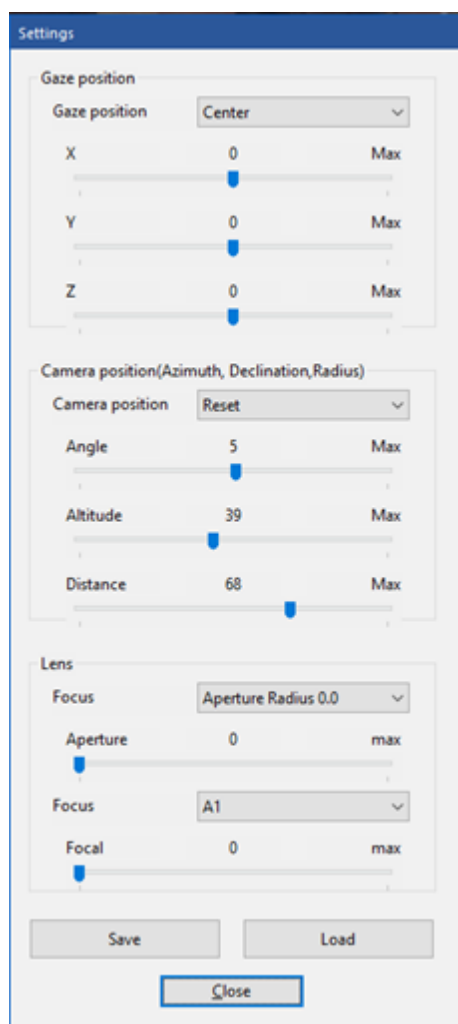 Settings
Gaze position
Gaze position Center
X 0 Max
Y 0 Max
Z 0 Max
Camera position(Azimuth, Declination,Radius)
Camera position Reset
Angle 5 Max
Altitude 39 Max
Distance 68 Max
Lens
Focus Aperture Radius 0.0
Aperture 0 max
Focus A1
Focal 0 max
Save Load
Close